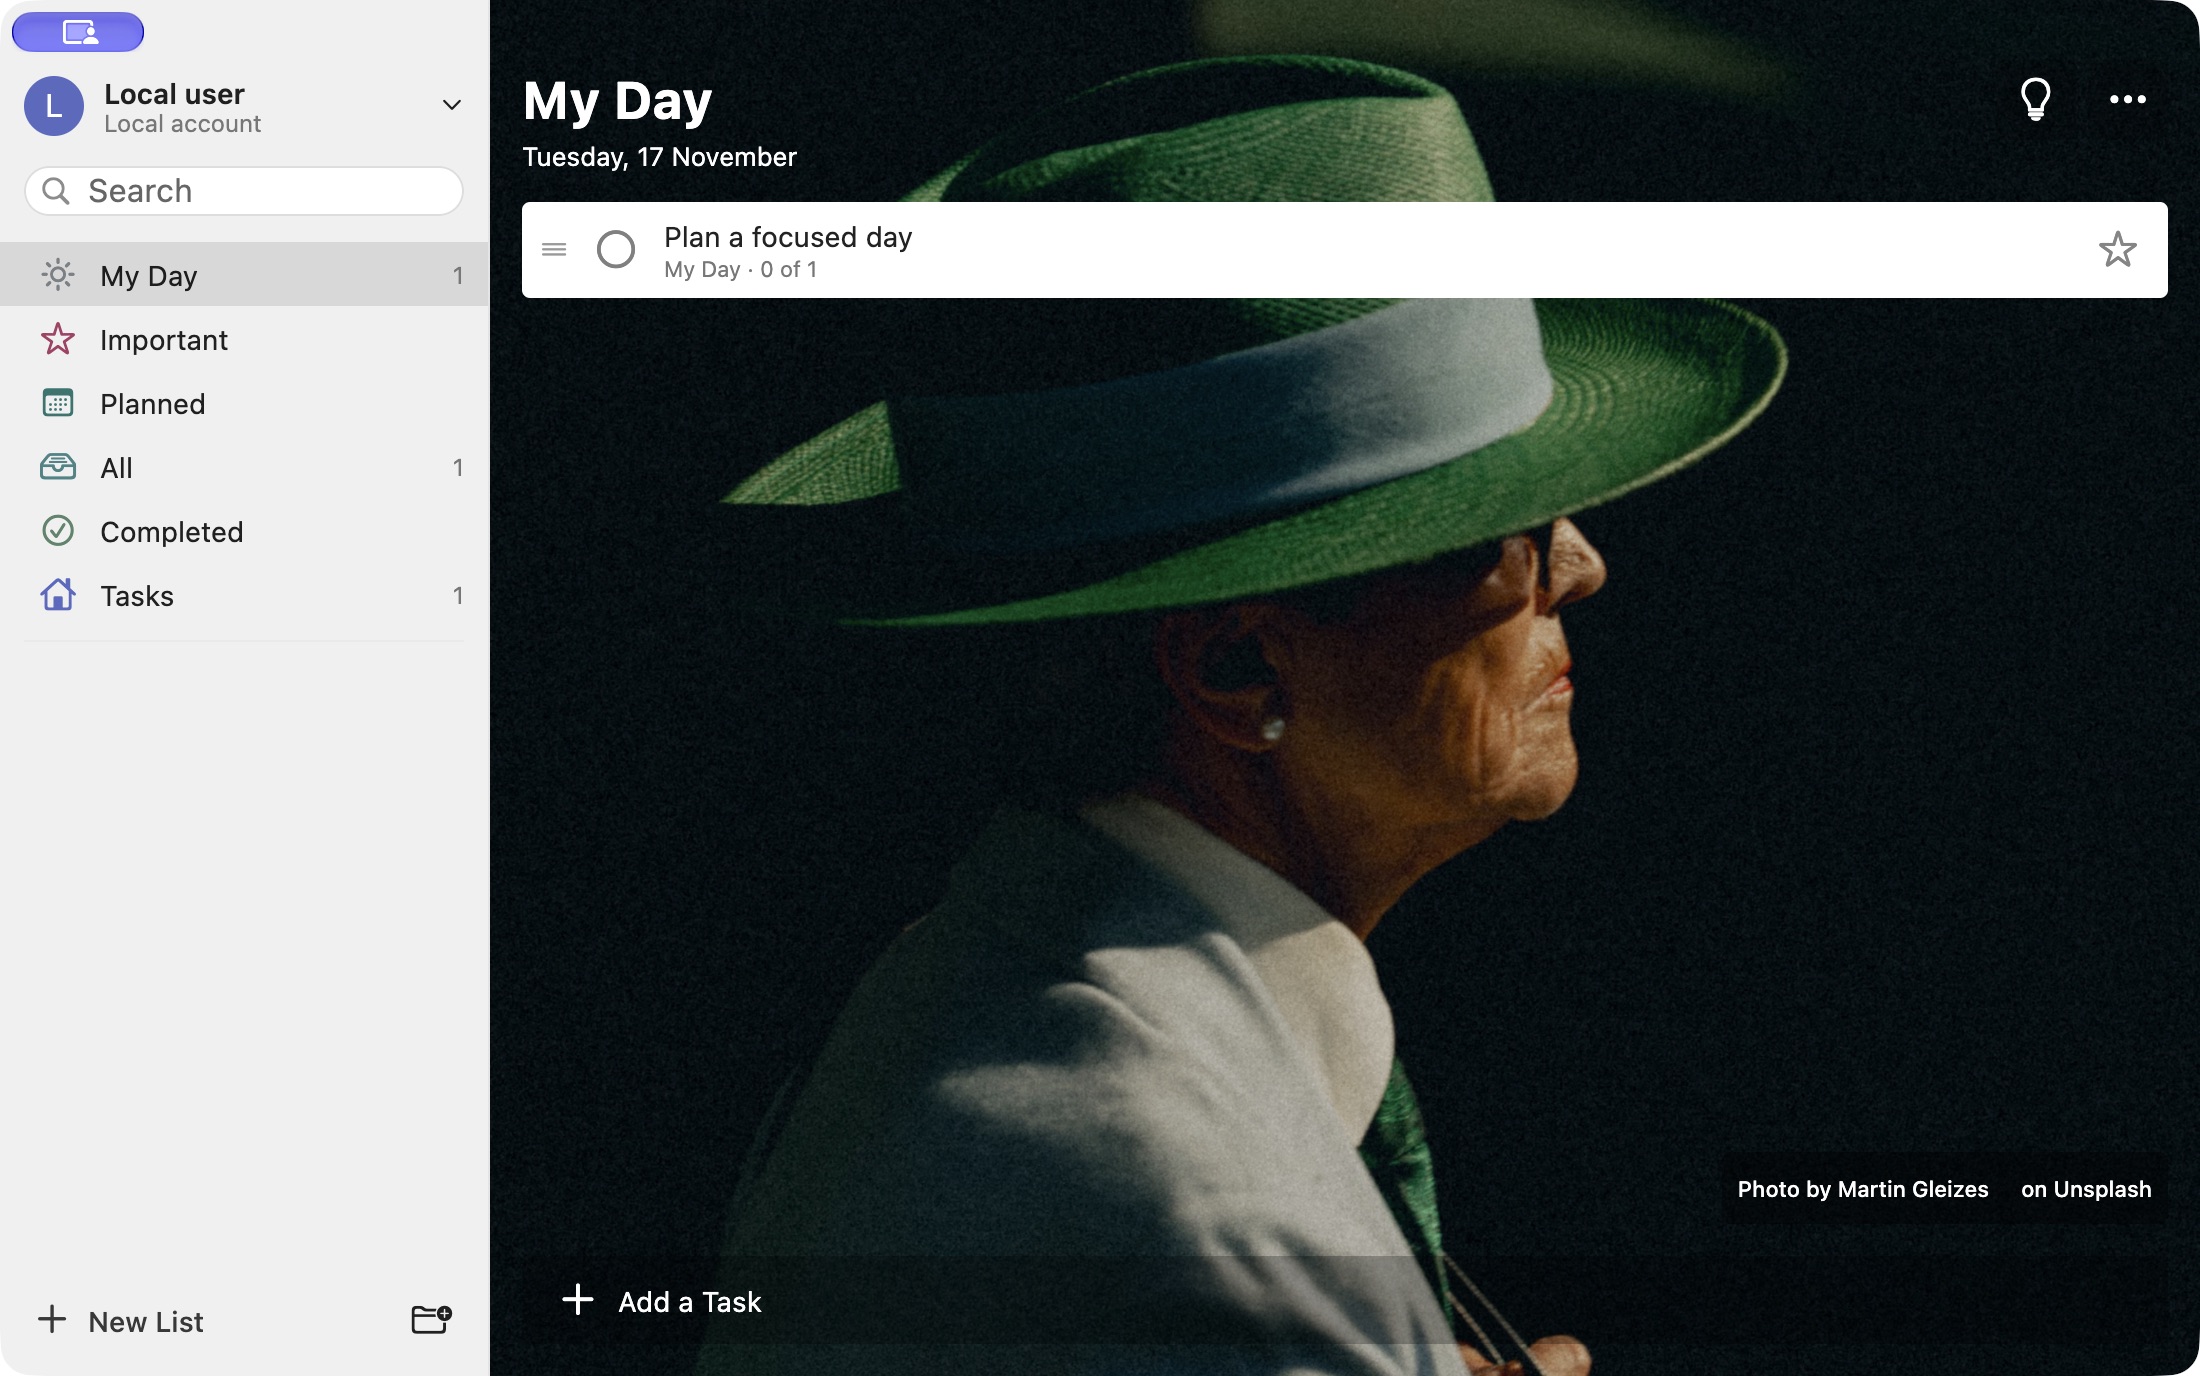 L
Local user
Local account
Search
My Day 1
Important
Planned
All 1
Completed
Tasks 1
New List
My Day
Tuesday, 17 November
Plan a focused day
My Day · 0 of 1
Photo by Martin Gleizes on Unsplash
Add a Task